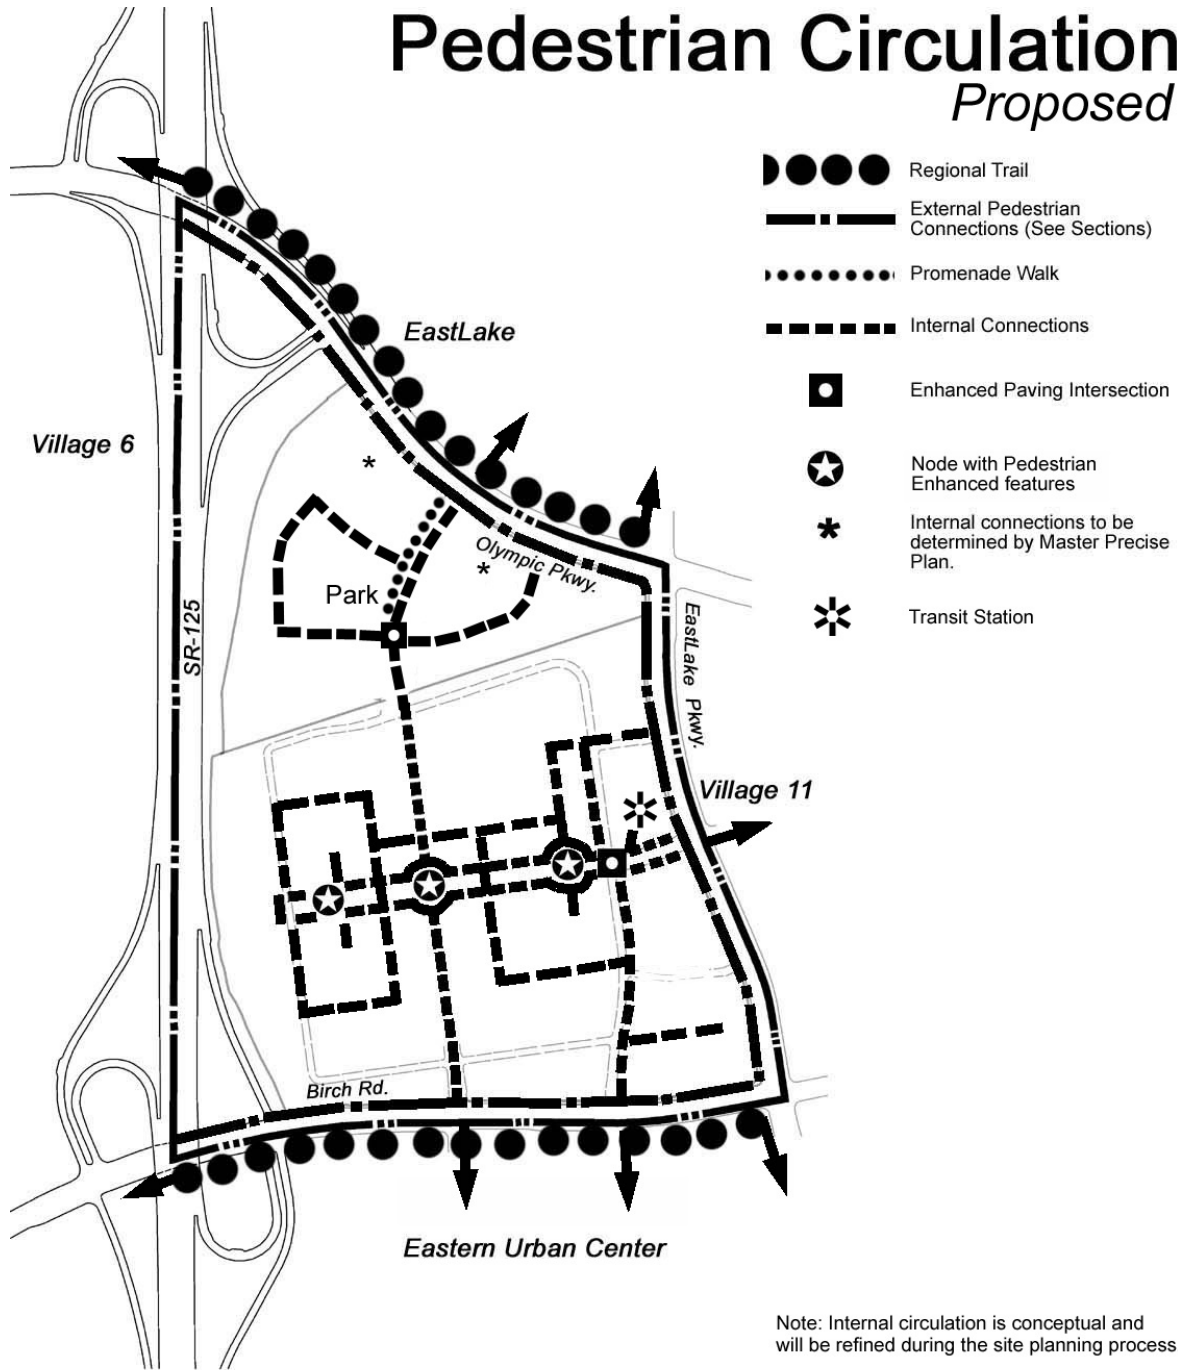 Pedestrian Circulation
Proposed
Regional Trail
External Pedestrian
Connections (See Sections)
Promenade Walk
Internal Connections
Enhanced Paving Intersection
Node with Pedestrian
Enhanced features
Internal connections to be
determined by Master Precise
Plan.
Transit Station
EastLake
Village 6
Olympic Pkwy.
Park
SR-125
EastLake Pkwy.
Village 11
Birch Rd.
Eastern Urban Center
Note: Internal circulation is conceptual and
will be refined during the site planning process